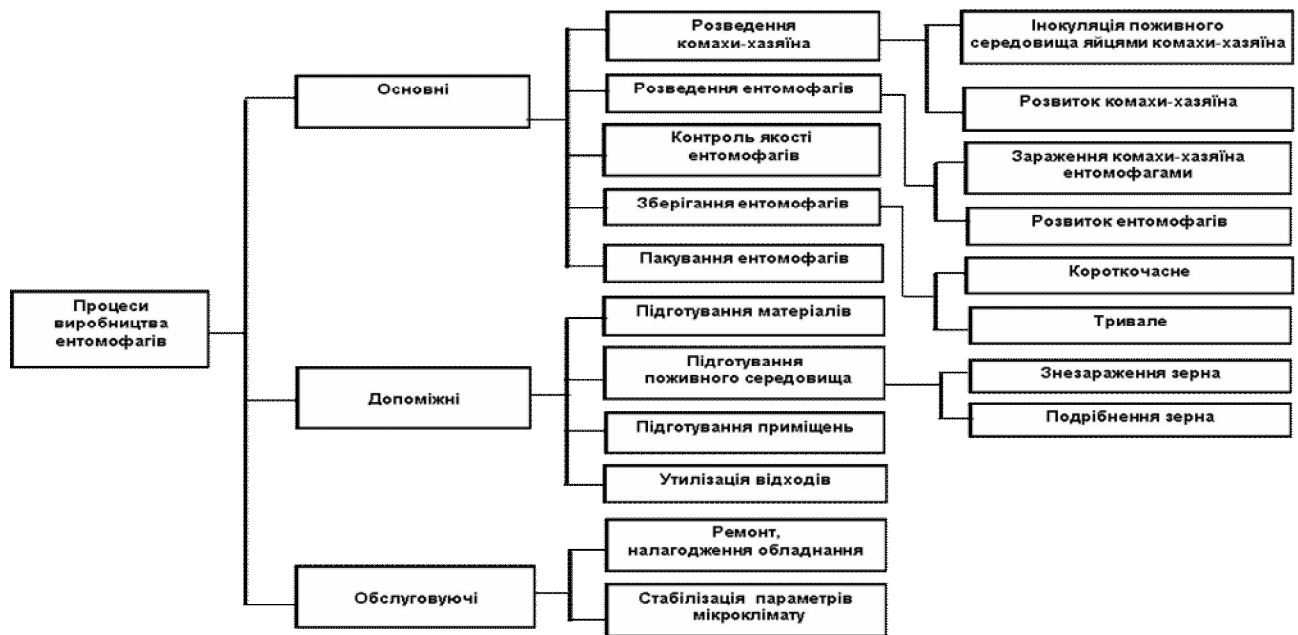 Процеси
виробництва
ентомофагів
Основні
Розведення
комахи-хазяїна
Інокуляція поживного
середовища яйцями комахи-хазяїна
Розвиток комахи-хазяїна
Розведення ентомофагів
Зараження комахи-хазяїна
ентомофагами
Розвиток ентомофагів
Контроль якості
ентомофагів
Зберігання ентомофагів
Короткочасне
Тривале
Пакування ентомофагів
Допоміжні
Підготування матеріалів
Підготування
поживного середовища
Знезараження зерна
Подрібнення зерна
Підготування приміщень
Утилізація відходів
Обслуговуючі
Ремонт,
налагодження обладнання
Стабілізація параметрів
мікроклімату